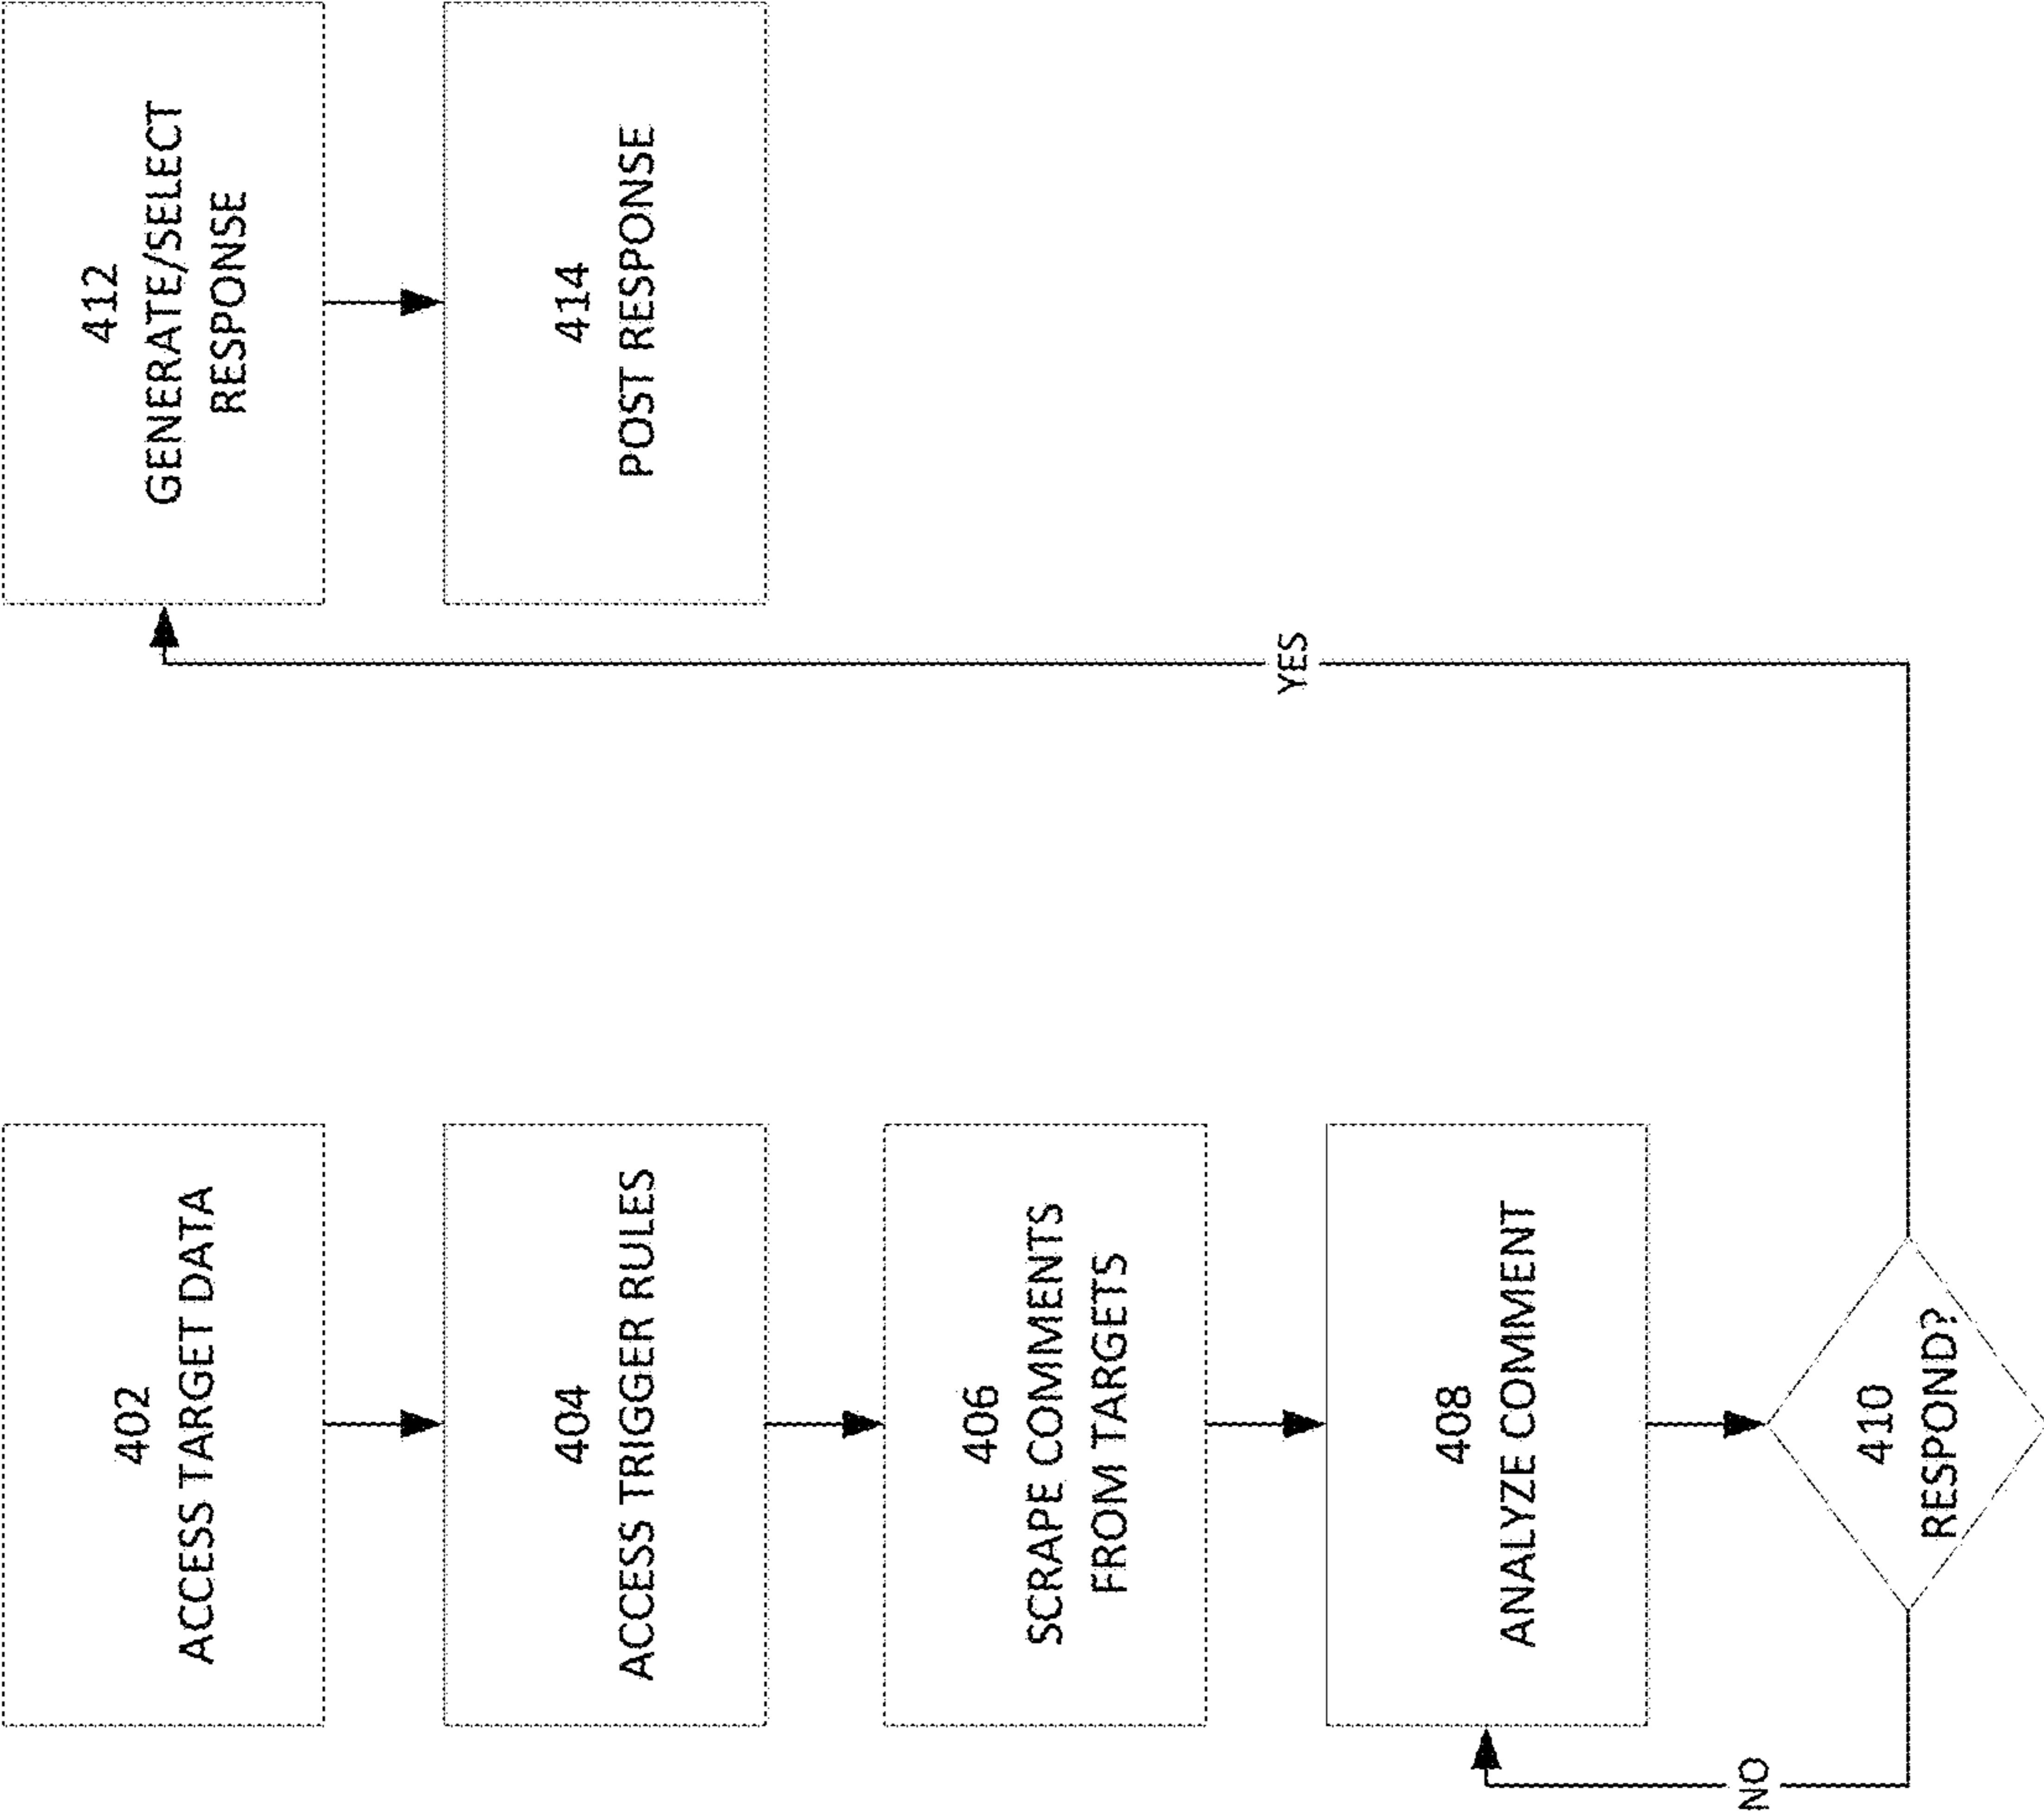 402
ACCESS TARGET DATA
404
ACCESS TRIGGER RULES
406
SCRAPE COMMENTS
FROM TARGETS
408
ANALYZE COMMENT
410
RESPOND?
NO
YES
412
GENERATE/SELECT
RESPONSE
414
POST RESPONSE